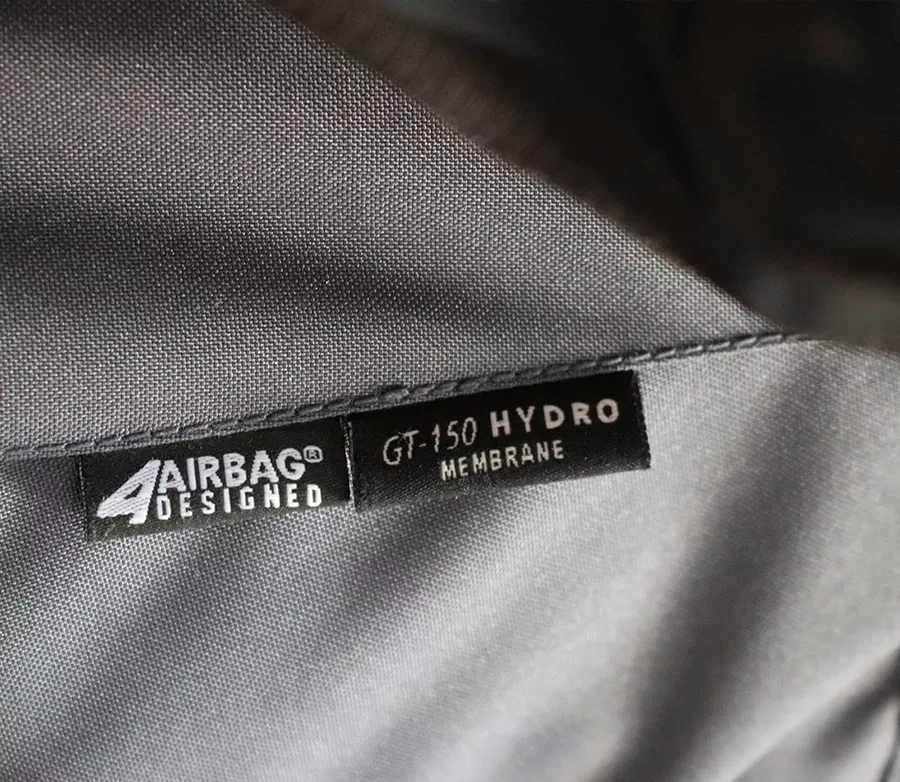 4AIRBAG®
DESIGNED
GT-150 HYDRO
MEMBRANE